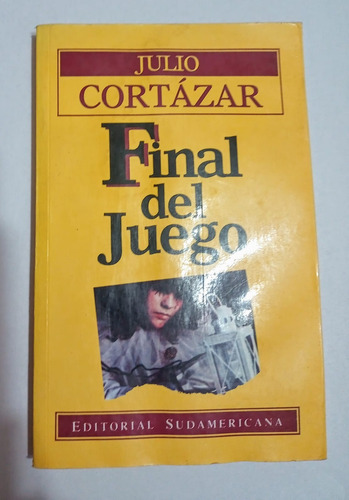 JULIO
CORTÁZAR
Final
del
Juego
EDITORIAL SUDAMERICANA